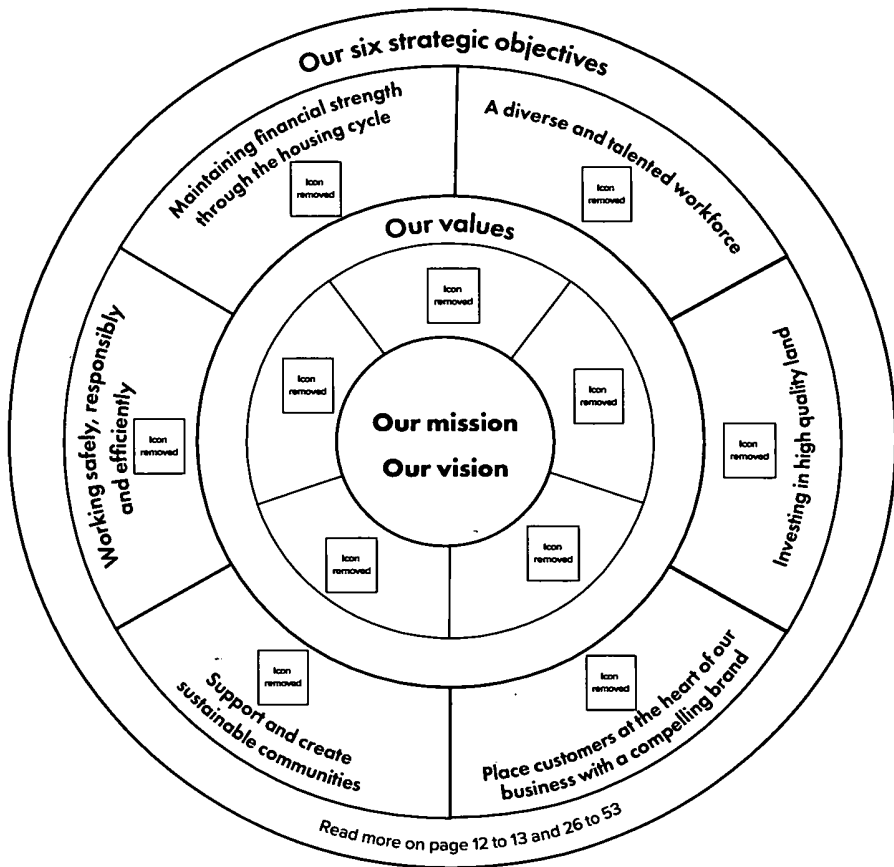 Our six strategic objectives
Maintaining financial strength
through the housing cycle
Icon
removed
A diverse and talented workforce
Icon
removed
Investing in high quality land
Icon
removed
Place customers at the heart of our
business with a compelling brand
Icon
removed
Support and create
sustainable communities
Icon
removed
Working safely, responsibly
and efficiently
Icon
removed
Our values
Icon
removed
Icon
removed
Icon
removed
Icon
removed
Icon
removed
Our mission
Our vision
Read more on page 12 to 13 and 26 to 53